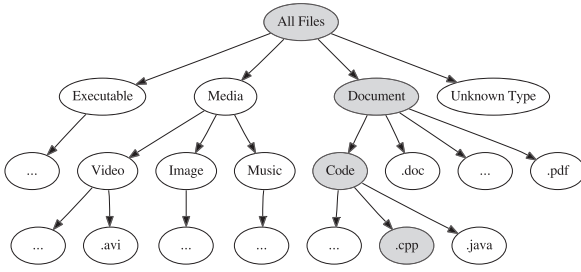 All Files
Executable
Media
Document
Unknown Type
...
Video
Image
Music
Code
.doc
...
.pdf
...
.avi
...
...
...
.cpp
.java